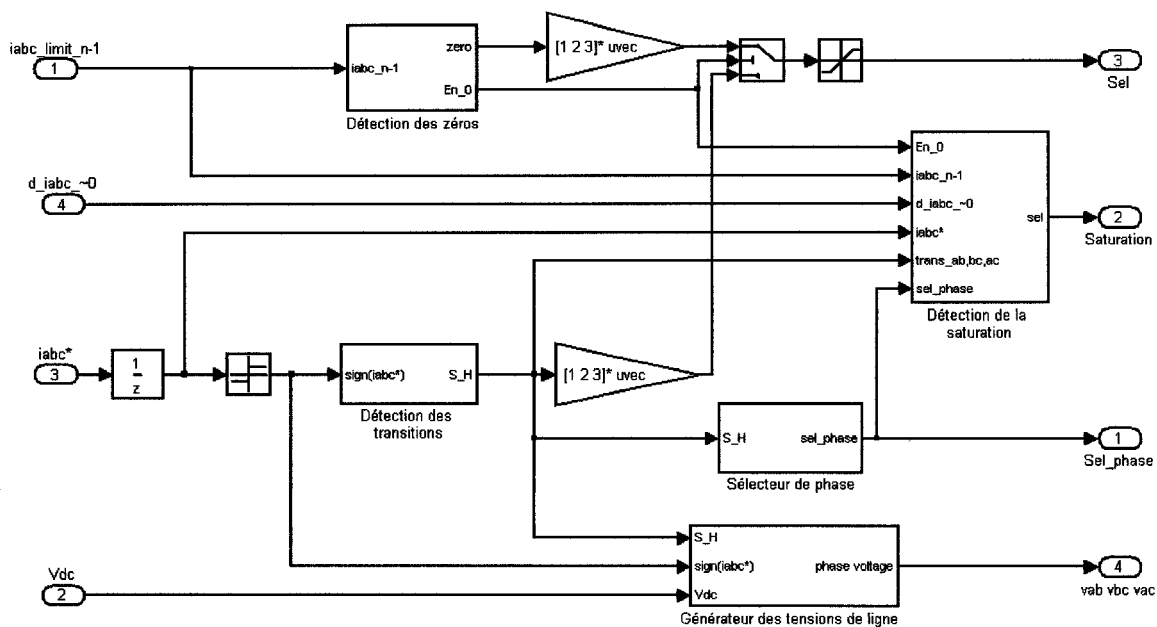 iabc_limit_n-1
1
iabc_n-1
zero
En_0
Détection des zéros
[1 2 3]* uvec
3
Sel
d_iabc_~0
4
En_0
iabc_n-1
d_iabc_~0
iabc*
trans_ab,bc,ac
sel_phase
sel
Détection de la
saturation
2
Saturation
iabc*
3
1
z
sign(iabc*)
S_H
Détection des
transitions
[1 2 3]* uvec
S_H
sel_phase
Sélecteur de phase
1
Sel_phase
Vdc
2
S_H
sign(iabc*)
Vdc
phase voltage
Générateur des tensions de ligne
4
vab vbc vac